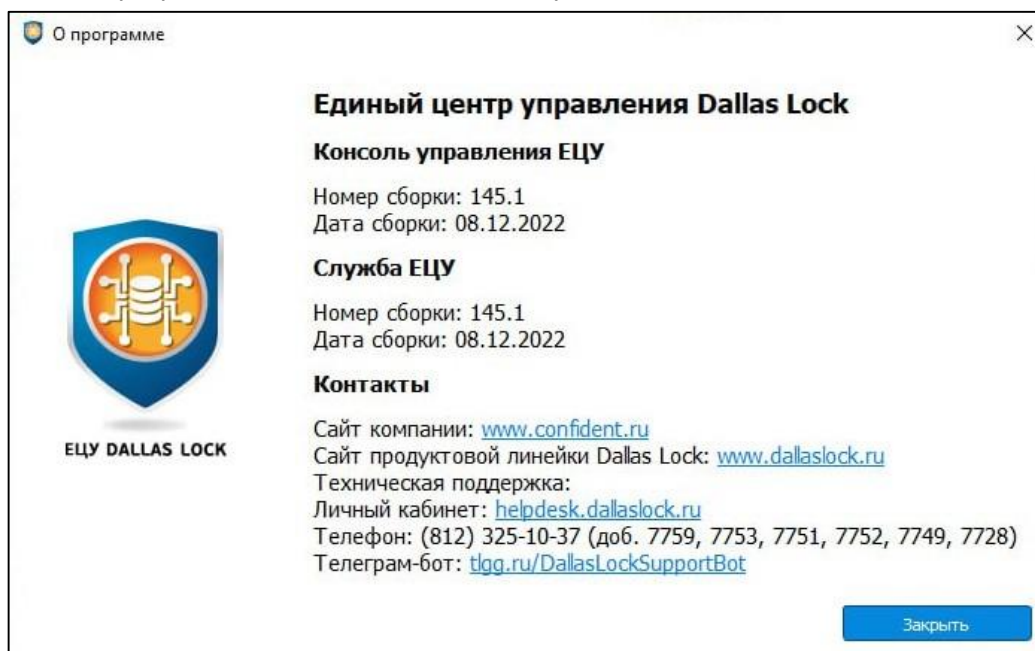 О программе
Единый центр управления Dallas Lock
Консоль управления ЕЦУ
Номер сборки: 145.1
Дата сборки: 08.12.2022
Служба ЕЦУ
Номер сборки: 145.1
Дата сборки: 08.12.2022
Контакты
ЕЦУ DALLAS LOCK
Сайт компании: www.confident.ru
Сайт продуктовой линейки Dallas Lock: www.dallaslock.ru
Техническая поддержка:
Личный кабинет: helpdesk.dallaslock.ru
Телефон: (812) 325-10-37 (доб. 7759, 7753, 7751, 7752, 7749, 7728)
Телеграм-бот: tlgg.ru/DallasLockSupportBot
Закрыть